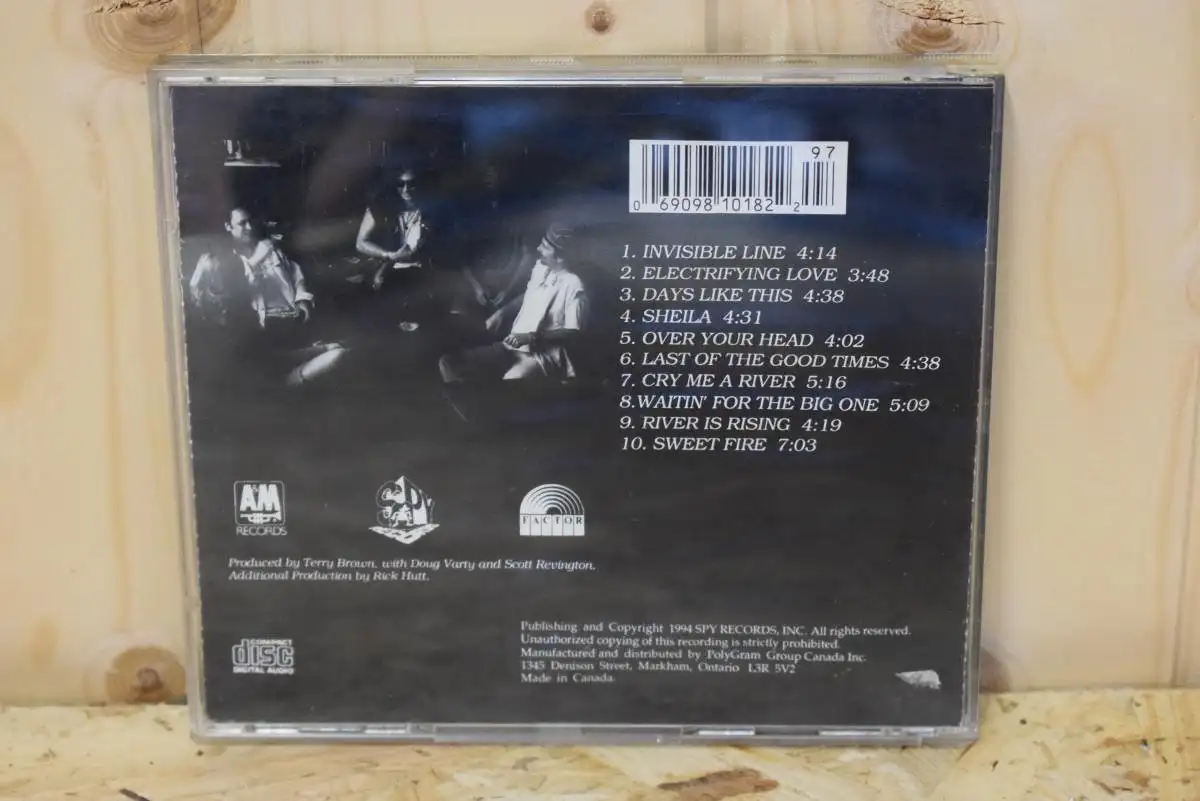 97
0 69098 10182 2
1. INVISIBLE LINE 4:14
2. ELECTRIFYING LOVE 3:48
3. DAYS LIKE THIS 4:38
4. SHEILA 4:31
5. OVER YOUR HEAD 4:02
6. LAST OF THE GOOD TIMES 4:38
7. CRY ME A RIVER 5:16
8.WAITIN' FOR THE BIG ONE 5:09
9. RIVER IS RISING 4:19
10. SWEET FIRE 7:03
A&M
RECORDS
SPY
FACTOR
Produced by Terry Brown, with Doug Varty and Scott Revington.
Additional Production by Rick Hutt.
COMPACT
disc
DIGITAL AUDIO
Publishing and Copyright 1994 SPY RECORDS, INC. All rights reserved.
Unauthorized copying of this recording is strictly prohibited.
Manufactured and distributed by PolyGram Group Canada Inc.
1345 Denison Street, Markham, Ontario L3R 5V2
Made in Canada.